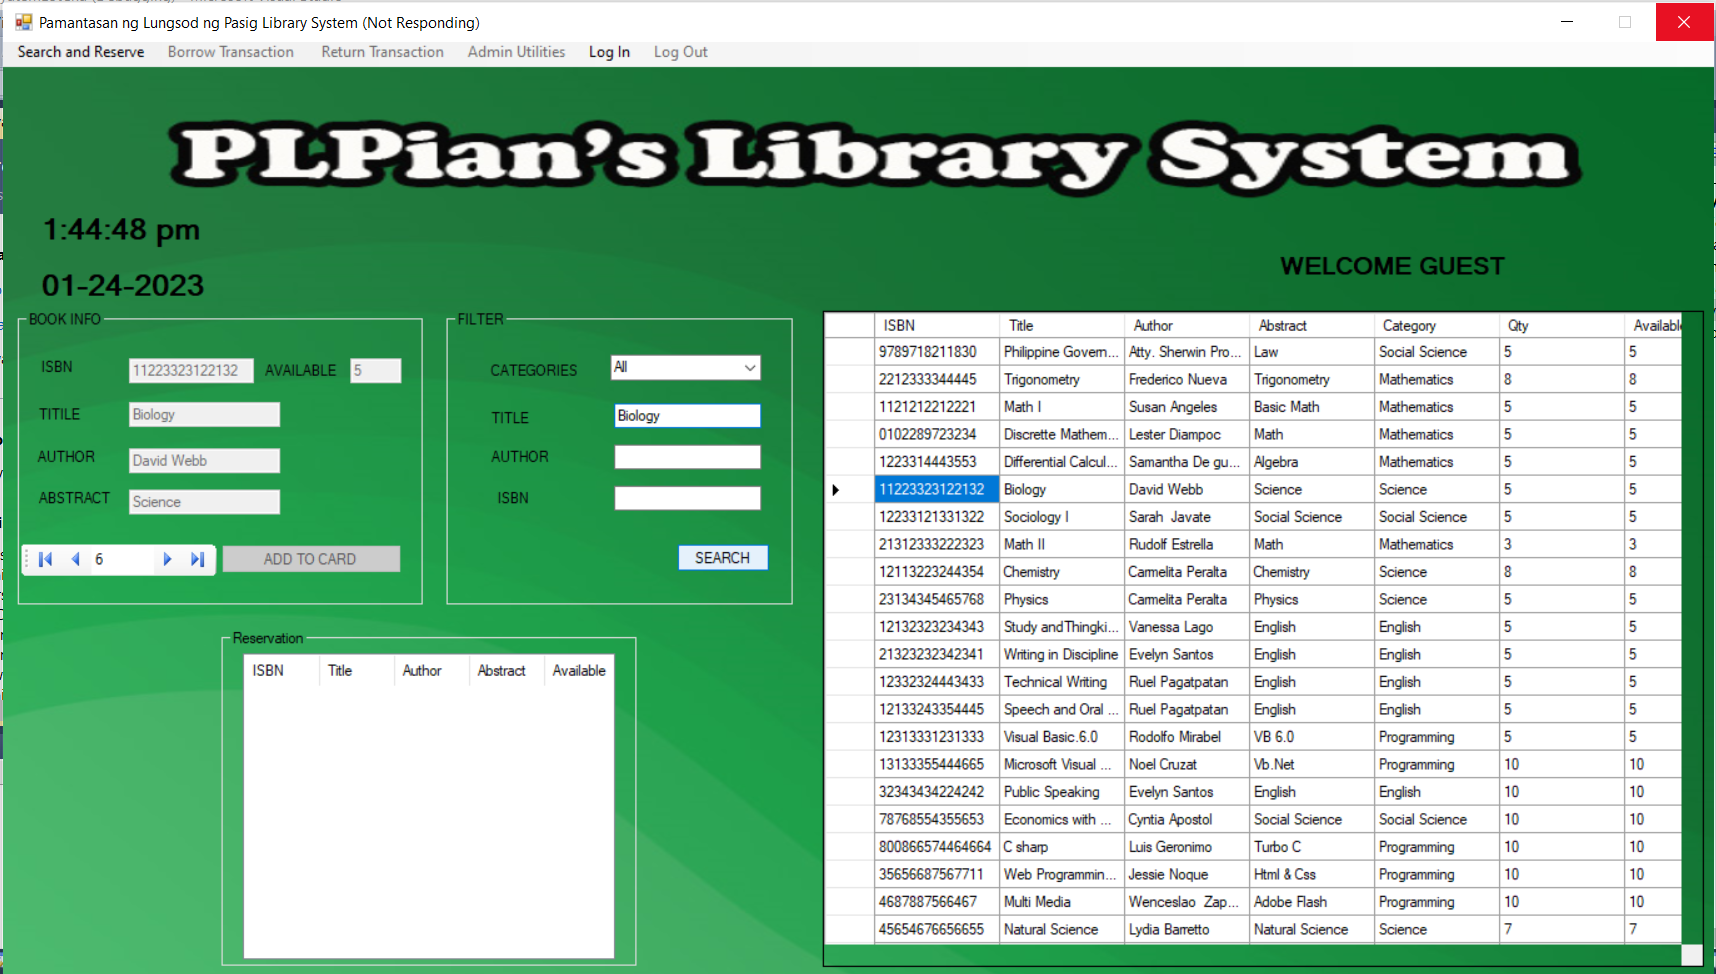 Pamantasan ng Lungsod ng Pasig Library System (Not Responding)
Search and Reserve Borrow Transaction Return Transaction Admin Utilities Log In Log Out
PLPian's Library System
1:44:48 pm
01-24-2023
WELCOME GUEST
BOOK INFO
ISBN 11223323122132 AVAILABLE 5
TITILE Biology
AUTHOR David Webb
ABSTRACT Science
6 ADD TO CARD
FILTER
CATEGORIES All
TITLE Biology
AUTHOR
ISBN
SEARCH
Reservation
ISBN Title Author Abstract Available
ISBN Title Author Abstract Category Qty Availabl
9789718211830 Philippine Govern... Atty. Sherwin Pro... Law Social Science 5 5
2212333344445 Trigonometry Frederico Nueva Trigonometry Mathematics 8 8
1121212212221 Math I Susan Angeles Basic Math Mathematics 5 5
0102289723234 Discrette Mathem... Lester Diampoc Math Mathematics 5 5
1223314443553 Differential Calcul... Samantha De gu... Algebra Mathematics 5 5
11223323122132 Biology David Webb Science Science 5 5
12233121331322 Sociology I Sarah Javate Social Science Social Science 5 5
21312333222323 Math II Rudolf Estrella Math Mathematics 3 3
12113223244354 Chemistry Carmelita Peralta Chemistry Science 8 8
23134345465768 Physics Carmelita Peralta Physics Science 5 5
12132323234343 Study andThingki... Vanessa Lago English English 5 5
21323232342341 Writing in Discipline Evelyn Santos English English 5 5
12332324443433 Technical Writing Ruel Pagatpatan English English 5 5
12133243354445 Speech and Oral ... Ruel Pagatpatan English English 5 5
12313331231333 Visual Basic.6.0 Rodolfo Mirabel VB 6.0 Programming 5 5
13133355444665 Microsoft Visual ... Noel Cruzat Vb.Net Programming 10 10
32343434224242 Public Speaking Evelyn Santos English English 10 10
78768554355653 Economics with ... Cyntia Apostol Social Science Social Science 10 10
800866574464664 C sharp Luis Geronimo Turbo C Programming 10 10
35656687567711 Web Programmin... Jessie Noque Html & Css Programming 10 10
4687887566467 Multi Media Wenceslao Zap... Adobe Flash Programming 10 10
45654676656655 Natural Science Lydia Barretto Natural Science Science 7 7